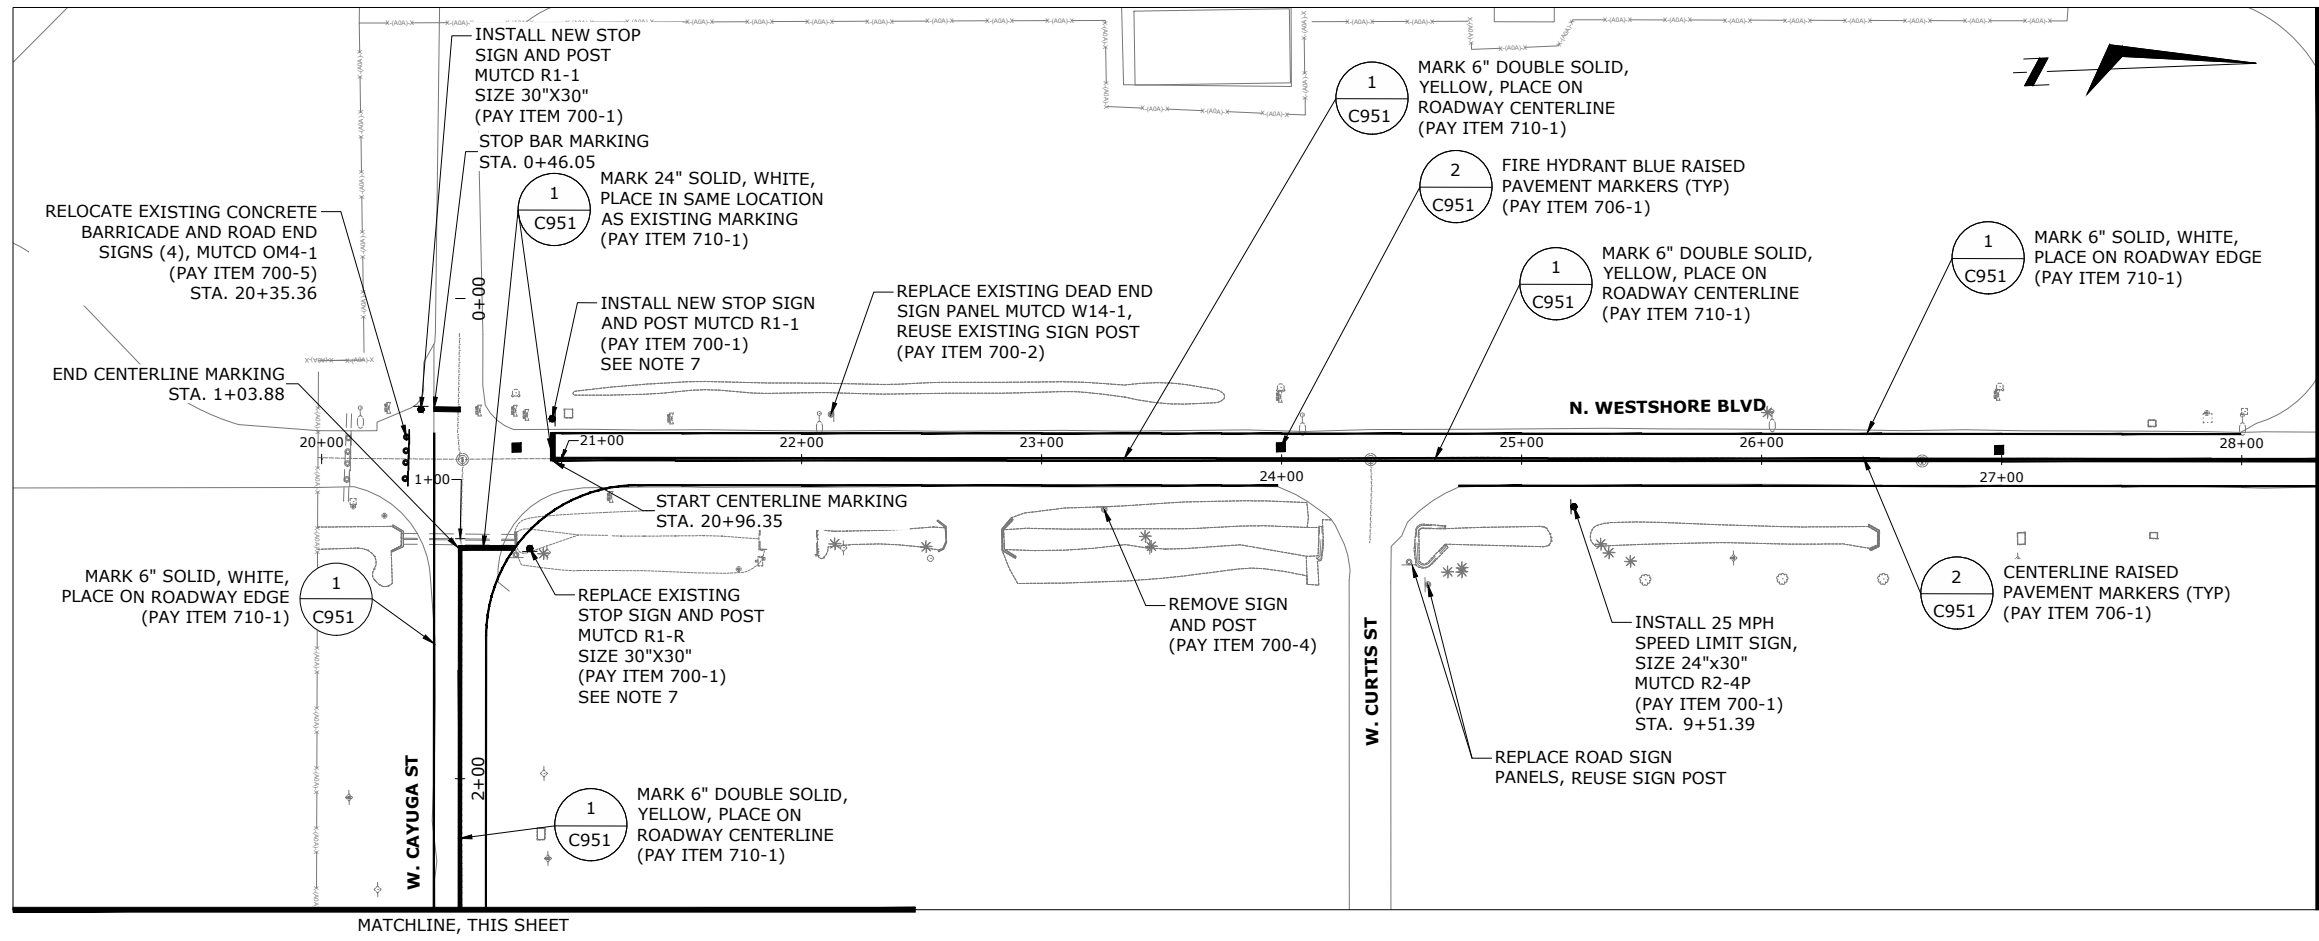 INSTALL NEW STOP
SIGN AND POST
MUTCD R1-1
SIZE 30"X30"
(PAY ITEM 700-1)
STOP BAR MARKING
STA. 0+46.05
1
C951
MARK 24" SOLID, WHITE,
PLACE IN SAME LOCATION
AS EXISTING MARKING
(PAY ITEM 710-1)
RELOCATE EXISTING CONCRETE
BARRICADE AND ROAD END
SIGNS (4), MUTCD OM4-1
(PAY ITEM 700-5)
STA. 20+35.36
END CENTERLINE MARKING
STA. 1+03.88
0+00
INSTALL NEW STOP SIGN
AND POST MUTCD R1-1
(PAY ITEM 700-1)
SEE NOTE 7
REPLACE EXISTING DEAD END
SIGN PANEL MUTCD W14-1,
REUSE EXISTING SIGN POST
(PAY ITEM 700-2)
1
C951
MARK 6" DOUBLE SOLID,
YELLOW, PLACE ON
ROADWAY CENTERLINE
(PAY ITEM 710-1)
2
C951
FIRE HYDRANT BLUE RAISED
PAVEMENT MARKERS (TYP)
(PAY ITEM 706-1)
1
C951
MARK 6" DOUBLE SOLID,
YELLOW, PLACE ON
ROADWAY CENTERLINE
(PAY ITEM 710-1)
1
C951
MARK 6" SOLID, WHITE,
PLACE ON ROADWAY EDGE
(PAY ITEM 710-1)
Z
N. WESTSHORE BLVD
20+00
21+00
22+00
23+00
24+00
25+00
26+00
27+00
28+00
1+00
START CENTERLINE MARKING
STA. 20+96.35
MARK 6" SOLID, WHITE,
PLACE ON ROADWAY EDGE
(PAY ITEM 710-1)
1
C951
REPLACE EXISTING
STOP SIGN AND POST
MUTCD R1-R
SIZE 30"X30"
(PAY ITEM 700-1)
SEE NOTE 7
REMOVE SIGN
AND POST
(PAY ITEM 700-4)
W. CURTIS ST
INSTALL 25 MPH
SPEED LIMIT SIGN,
SIZE 24"x30"
MUTCD R2-4P
(PAY ITEM 700-1)
STA. 9+51.39
2
C951
CENTERLINE RAISED
PAVEMENT MARKERS (TYP)
(PAY ITEM 706-1)
REPLACE ROAD SIGN
PANELS, REUSE SIGN POST
W. CAYUGA ST
2+00
1
C951
MARK 6" DOUBLE SOLID,
YELLOW, PLACE ON
ROADWAY CENTERLINE
(PAY ITEM 710-1)
MATCHLINE, THIS SHEET